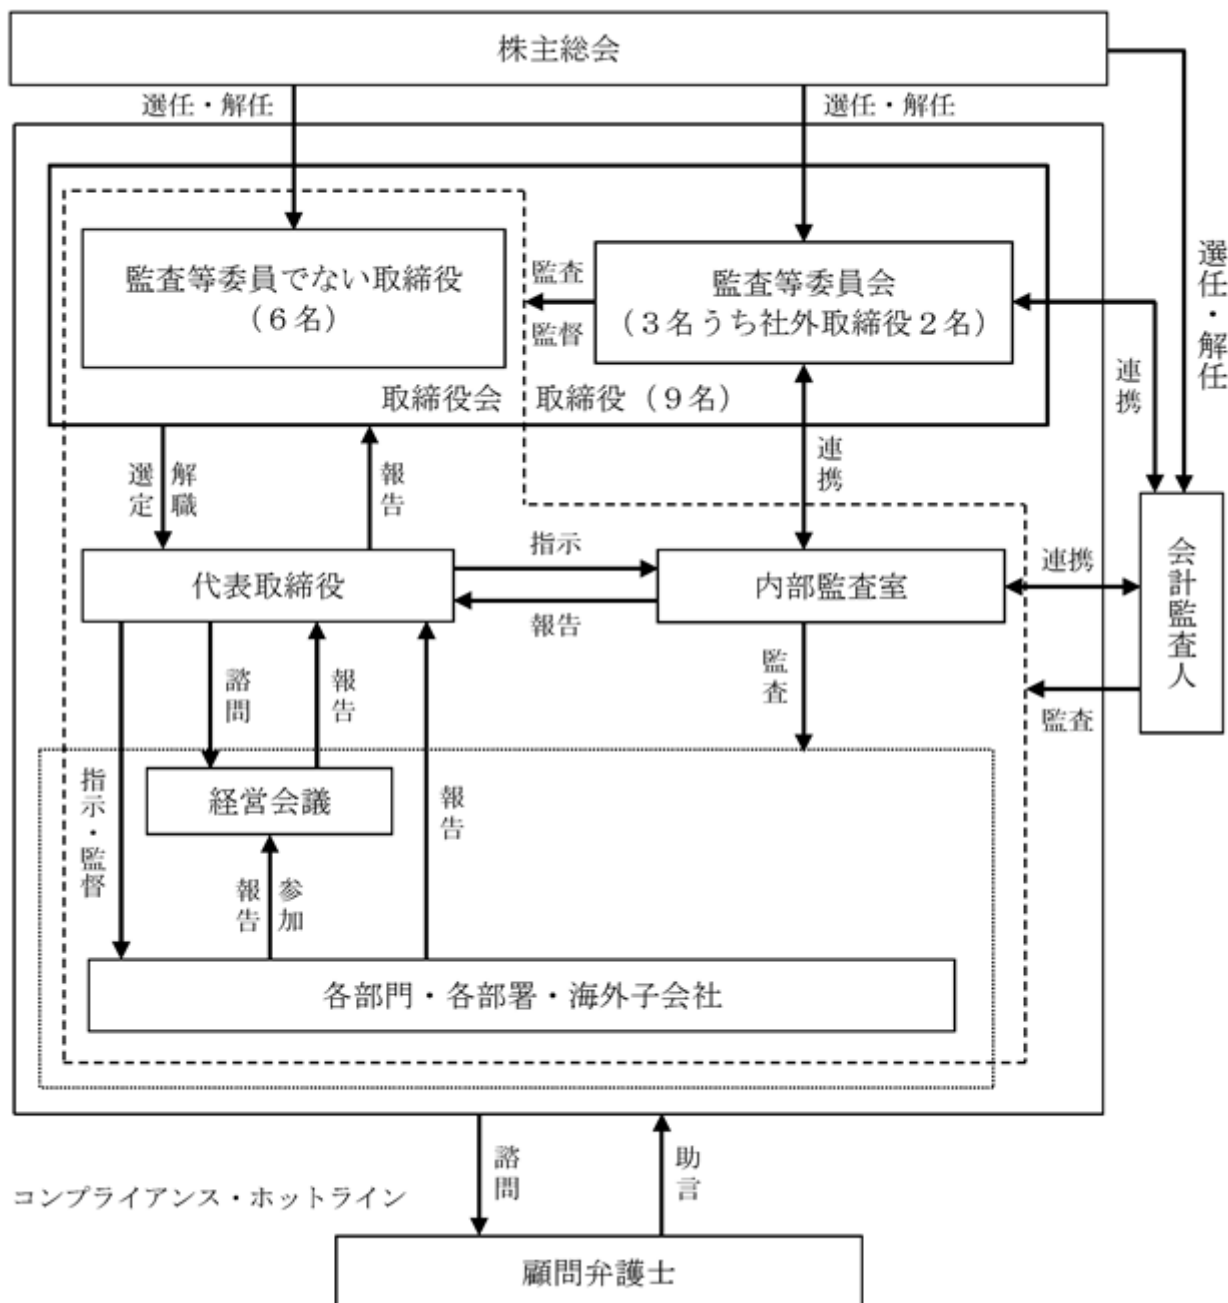 株主総会
選任・解任
選任・解任
監査等委員でない取締役
（６名）
監査
監督
監査等委員会
（３名うち社外取締役２名）
選任・解任
連携
取締役会
取締役（９名）
選定
解職
報告
連携
代表取締役
指示
報告
内部監査室
連携
会計監査人
監査
諮問
報告
監査
指示・監督
経営会議
報告
報告
参加
各部門・各部署・海外子会社
諮問
助言
コンプライアンス・ホットライン
顧問弁護士